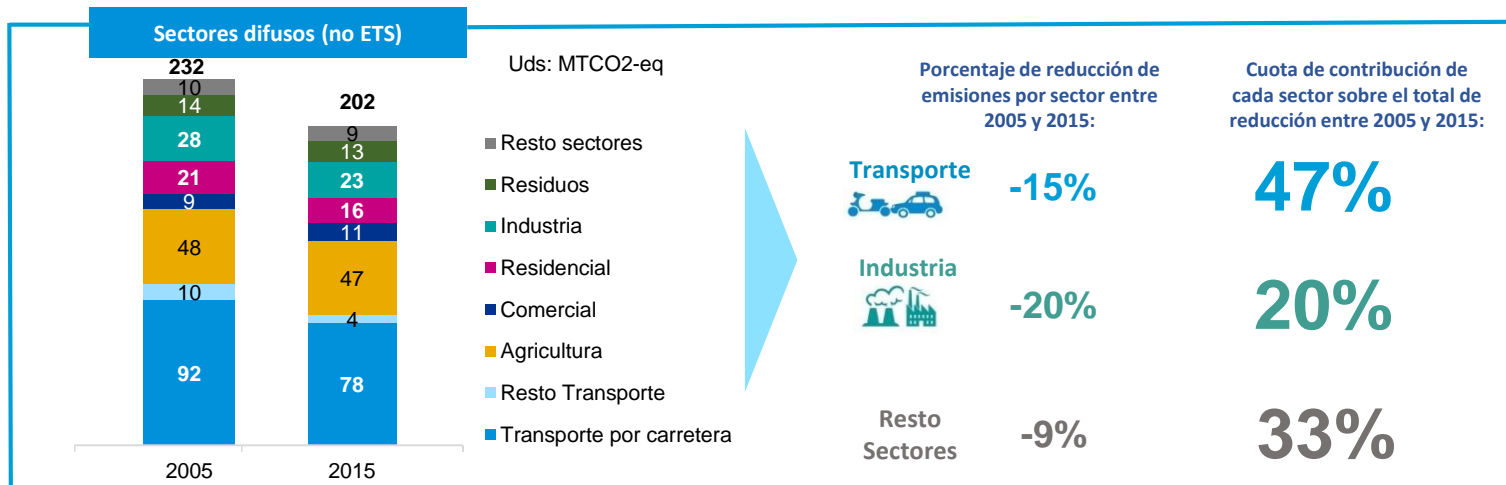 Sectores difusos (no ETS)
Uds: MTCO2-eq
232
10
14
28
21
9
48
10
92
2005
202
9
13
23
16
11
47
4
78
2015
Resto sectores
Residuos
Industria
Residencial
Comercial
Agricultura
Resto Transporte
Transporte por carretera
Porcentaje de reducción de
emisiones por sector entre
2005 y 2015:
Cuota de contribución de
cada sector sobre el total de
reducción entre 2005 y 2015:
Transporte
-15%
47%
Industria
-20%
20%
Resto
Sectores
-9%
33%